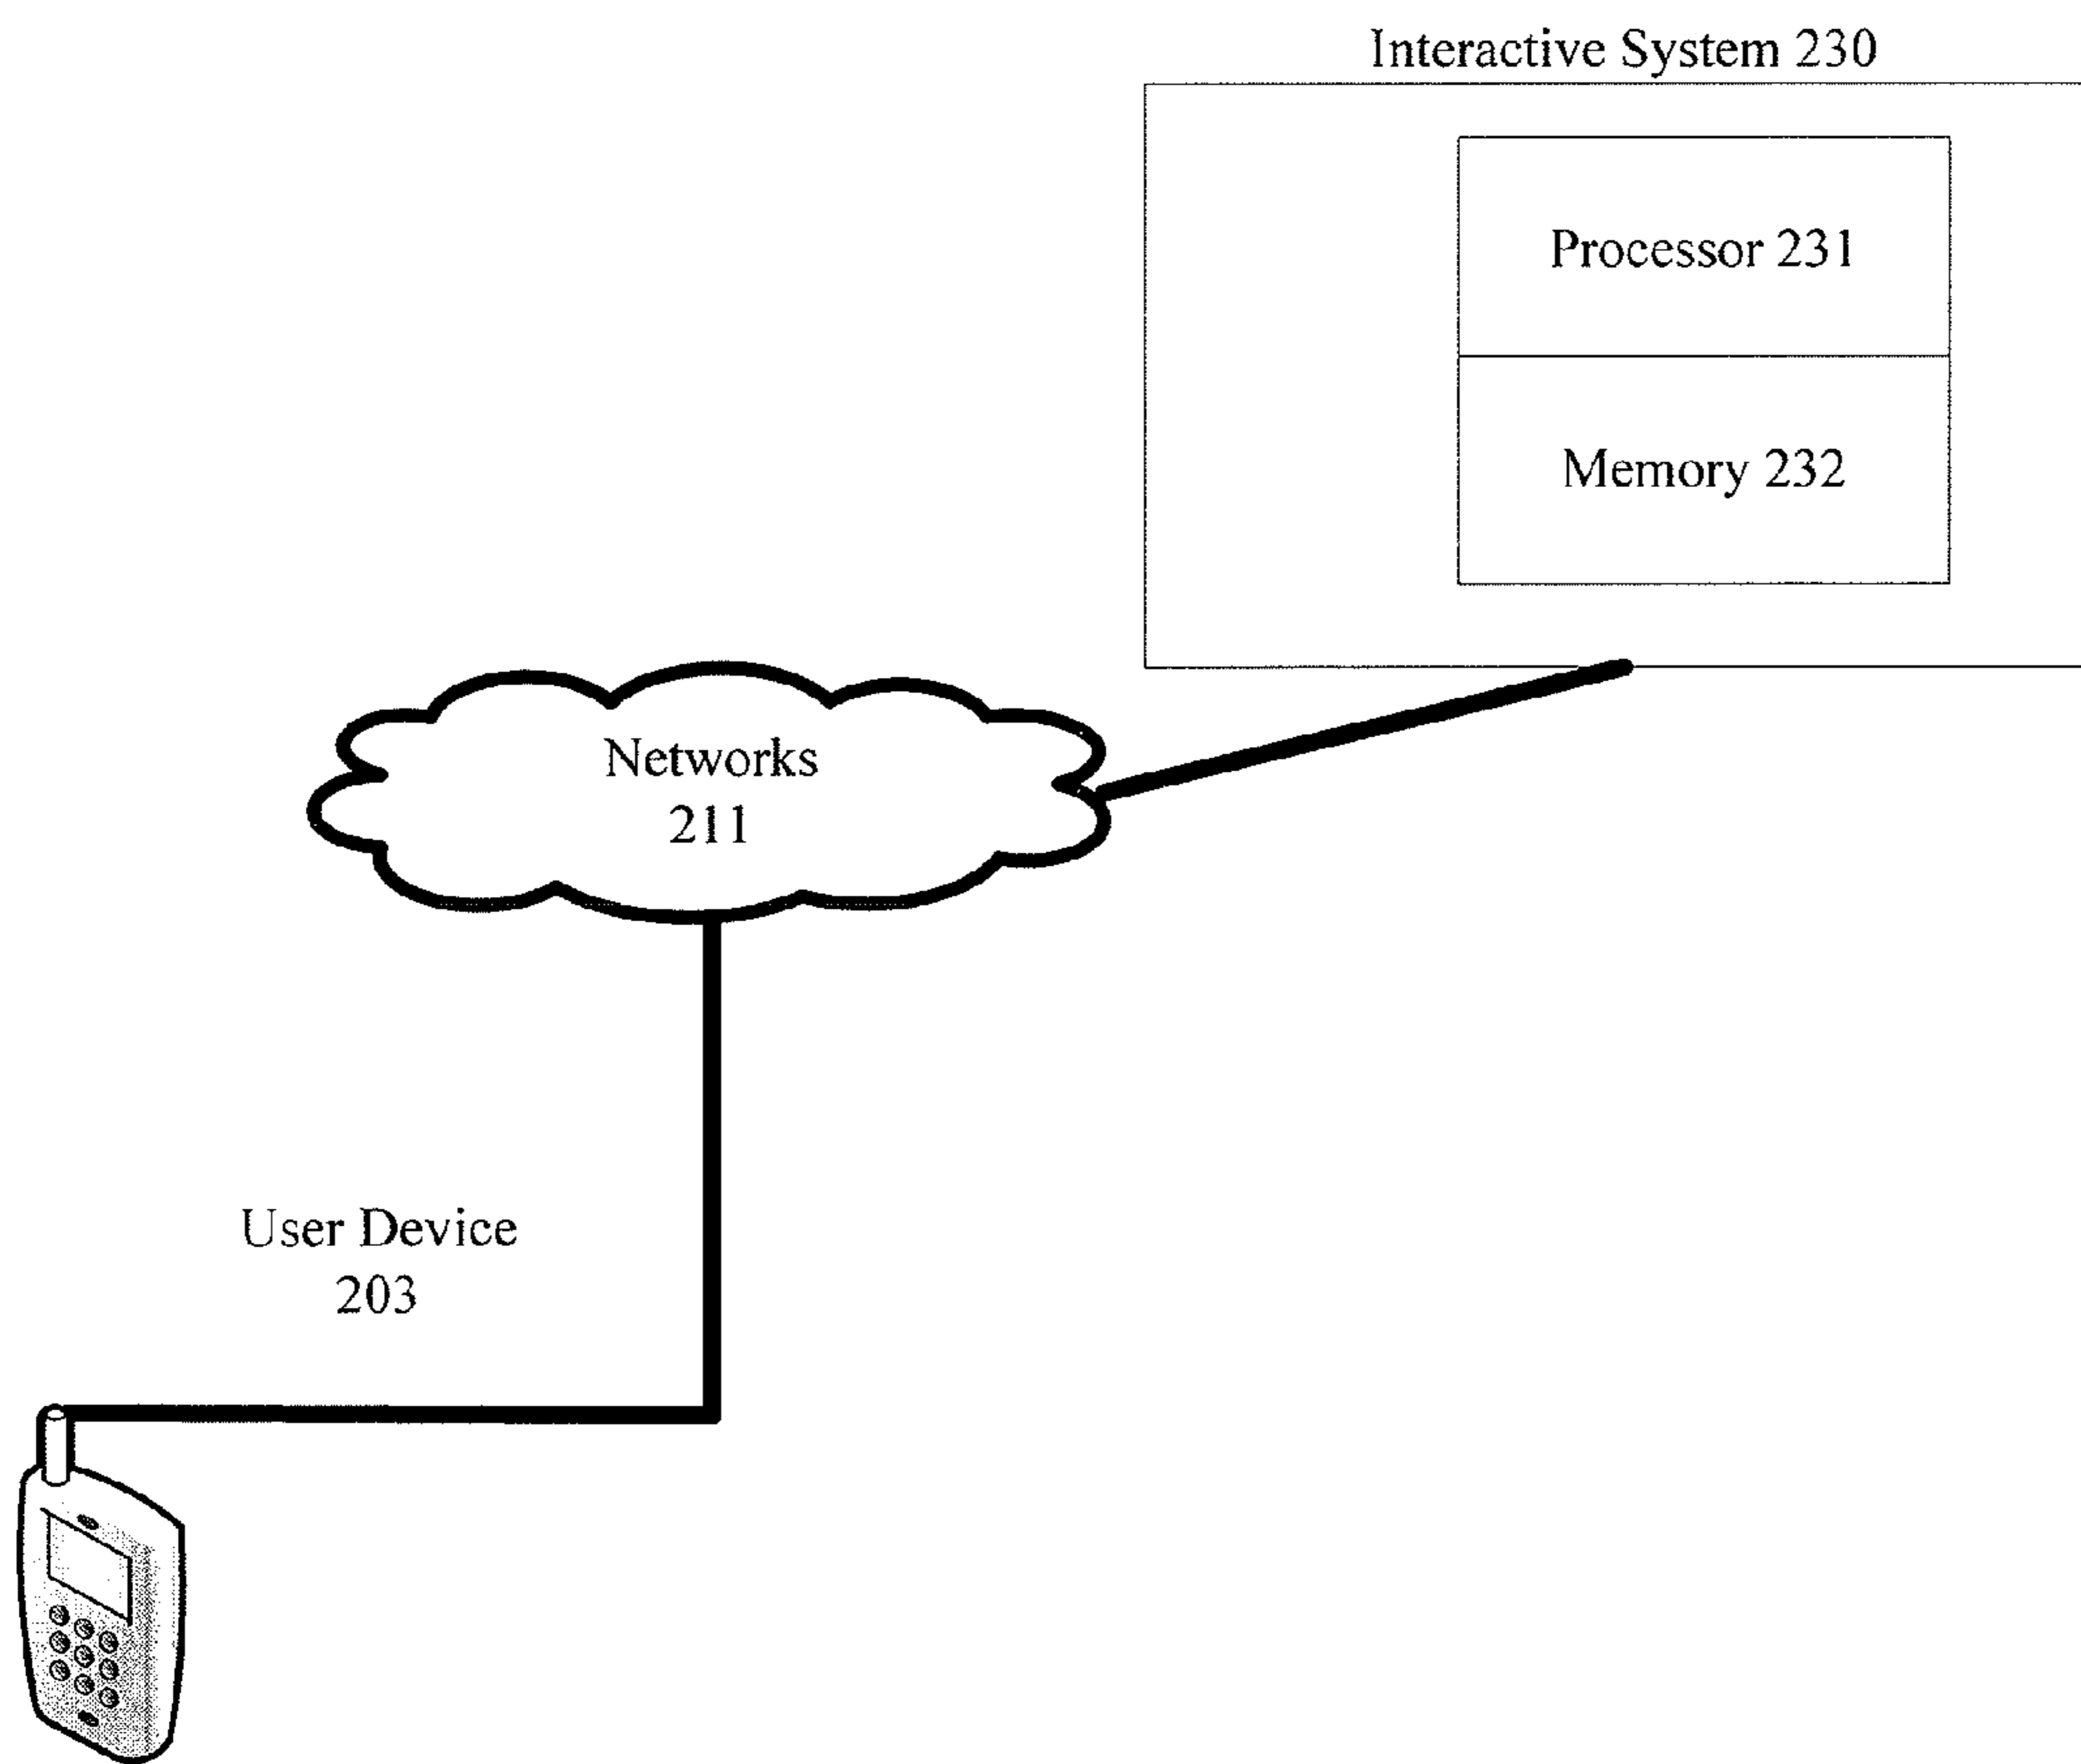 Interactive System 230
Processor 231
Memory 232
Networks
211
User Device
203